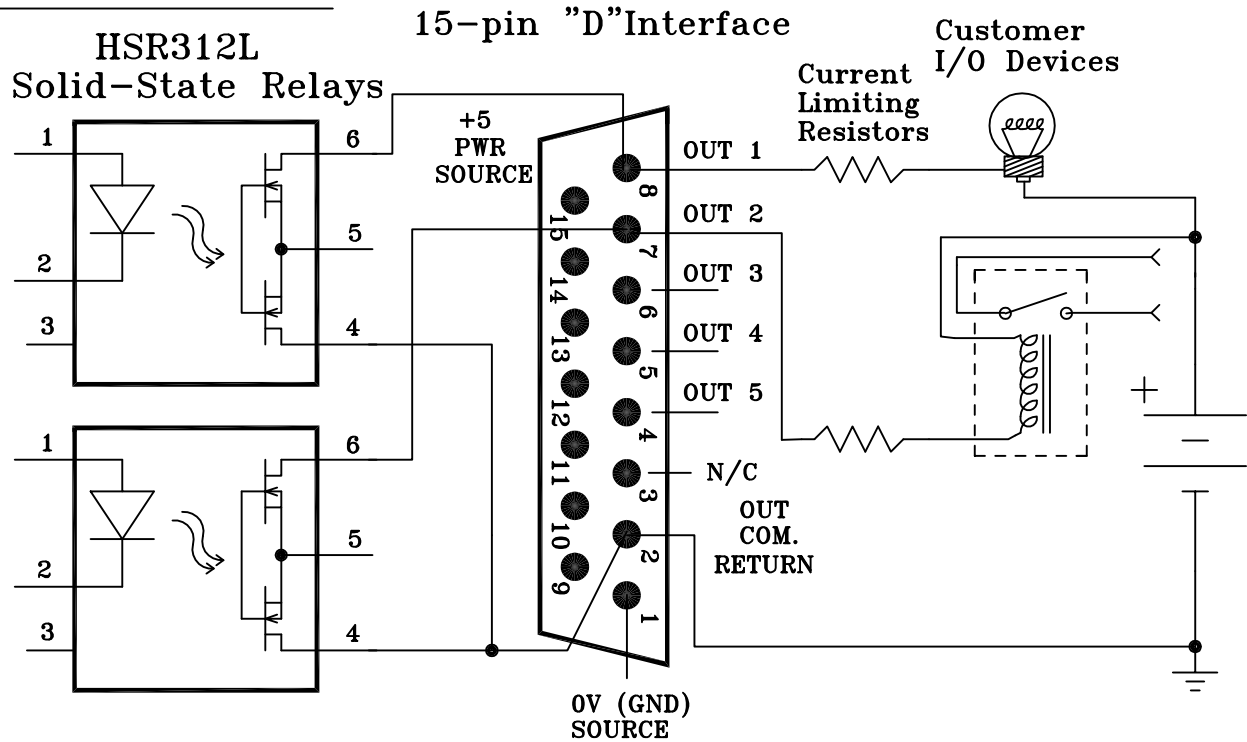 15-pin "D"Interface
HSR312L
Solid-State Relays
Customer
I/O Devices
Current
Limiting
Resistors
+5
PWR
SOURCE
1
2
3
6
5
4
1
2
3
6
5
4
8
7
6
5
4
3
2
1
15
14
13
12
11
10
9
OUT 1
OUT 2
OUT 3
OUT 4
OUT 5
N/C
OUT
COM.
RETURN
+
0V (GND)
SOURCE